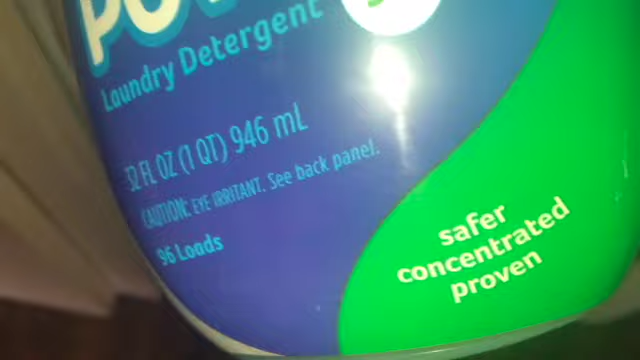 Laundry Detergent
32 FL OZ (1 QT) 946 mL
CAUTION: EYE IRRITANT. See back panel.
96 Loads
safer
concentrated
proven